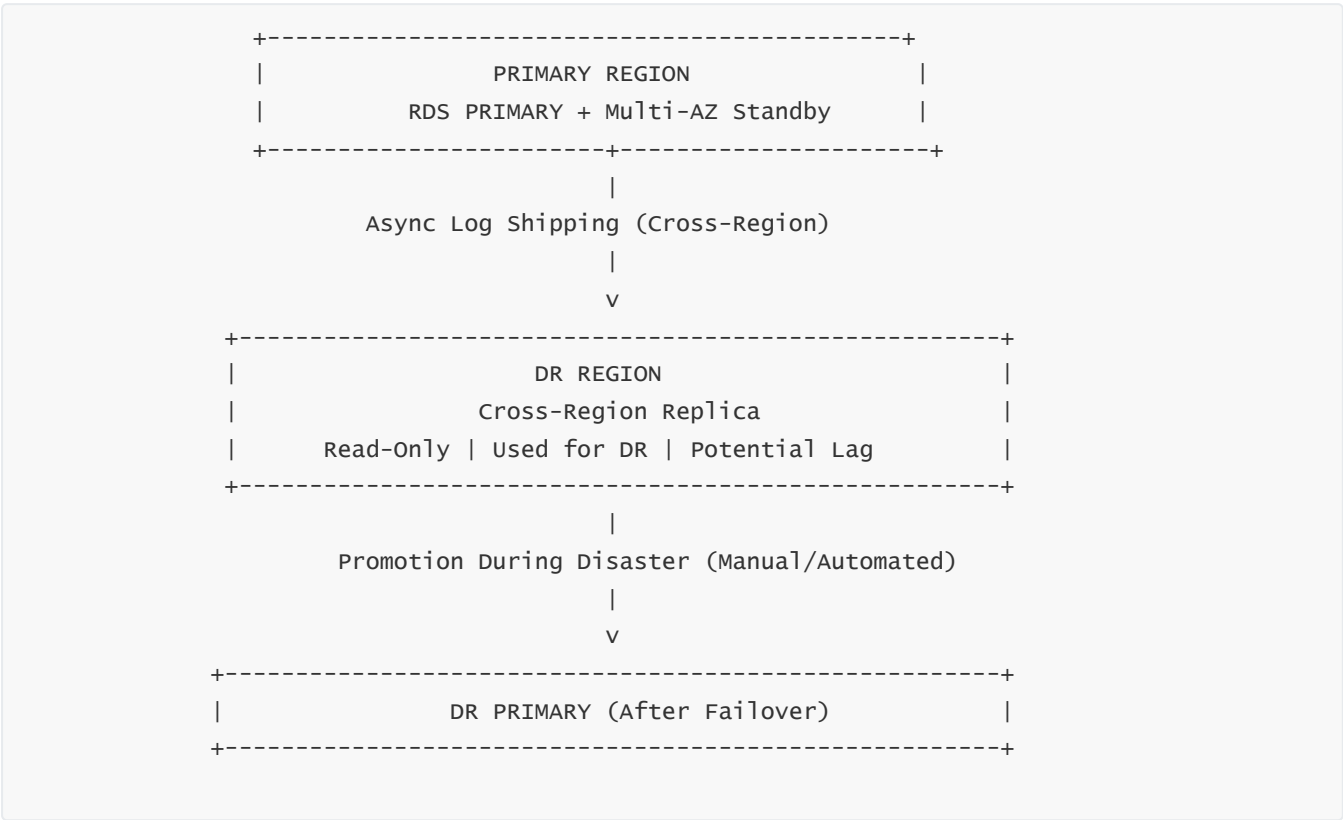 +---------------------------------------------+
| PRIMARY REGION |
| RDS PRIMARY + Multi-AZ Standby |
+--------------------------+----------------------+
|
Async Log Shipping (Cross-Region)
|
v
+------------------------------------------------------+
| DR REGION |
| Cross-Region Replica |
| Read-Only | Used for DR | Potential Lag |
+------------------------------------------------------+
|
Promotion During Disaster (Manual/Automated)
|
v
+-------------------------------------------------------+
| DR PRIMARY (After Failover) |
+-------------------------------------------------------+